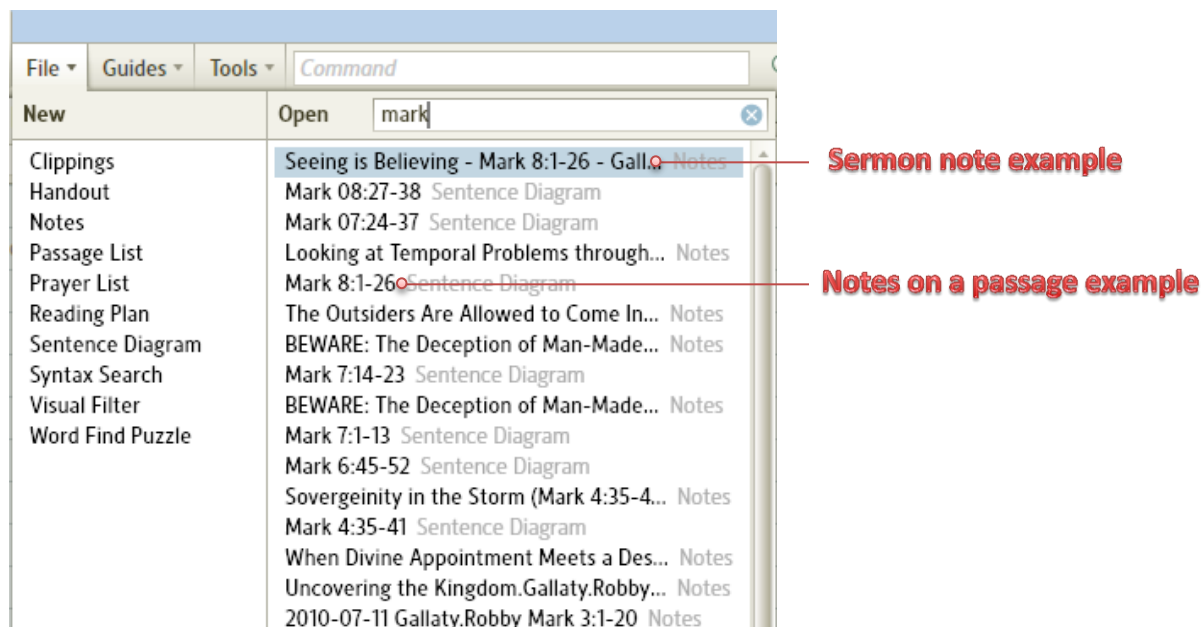 File Guides Tools Command
New Open mark
Clippings Seeing is Believing - Mark 8:1-26 - Gall... Notes Sermon note example
Handout Mark 08:27-38 Sentence Diagram
Notes Mark 07:24-37 Sentence Diagram
Passage List Looking at Temporal Problems through... Notes
Prayer List Mark 8:1-26 Sentence Diagram Notes on a passage example
Reading Plan The Outsiders Are Allowed to Come In... Notes
Sentence Diagram BEWARE: The Deception of Man-Made... Notes
Syntax Search Mark 7:14-23 Sentence Diagram
Visual Filter BEWARE: The Deception of Man-Made... Notes
Word Find Puzzle Mark 7:1-13 Sentence Diagram
Mark 6:45-52 Sentence Diagram
Sovergeinity in the Storm (Mark 4:35-4... Notes
Mark 4:35-41 Sentence Diagram
When Divine Appointment Meets a Des... Notes
Uncovering the Kingdom.Gallaty.Robby... Notes
2010-07-11 Gallaty.Robby Mark 3:1-20 Notes